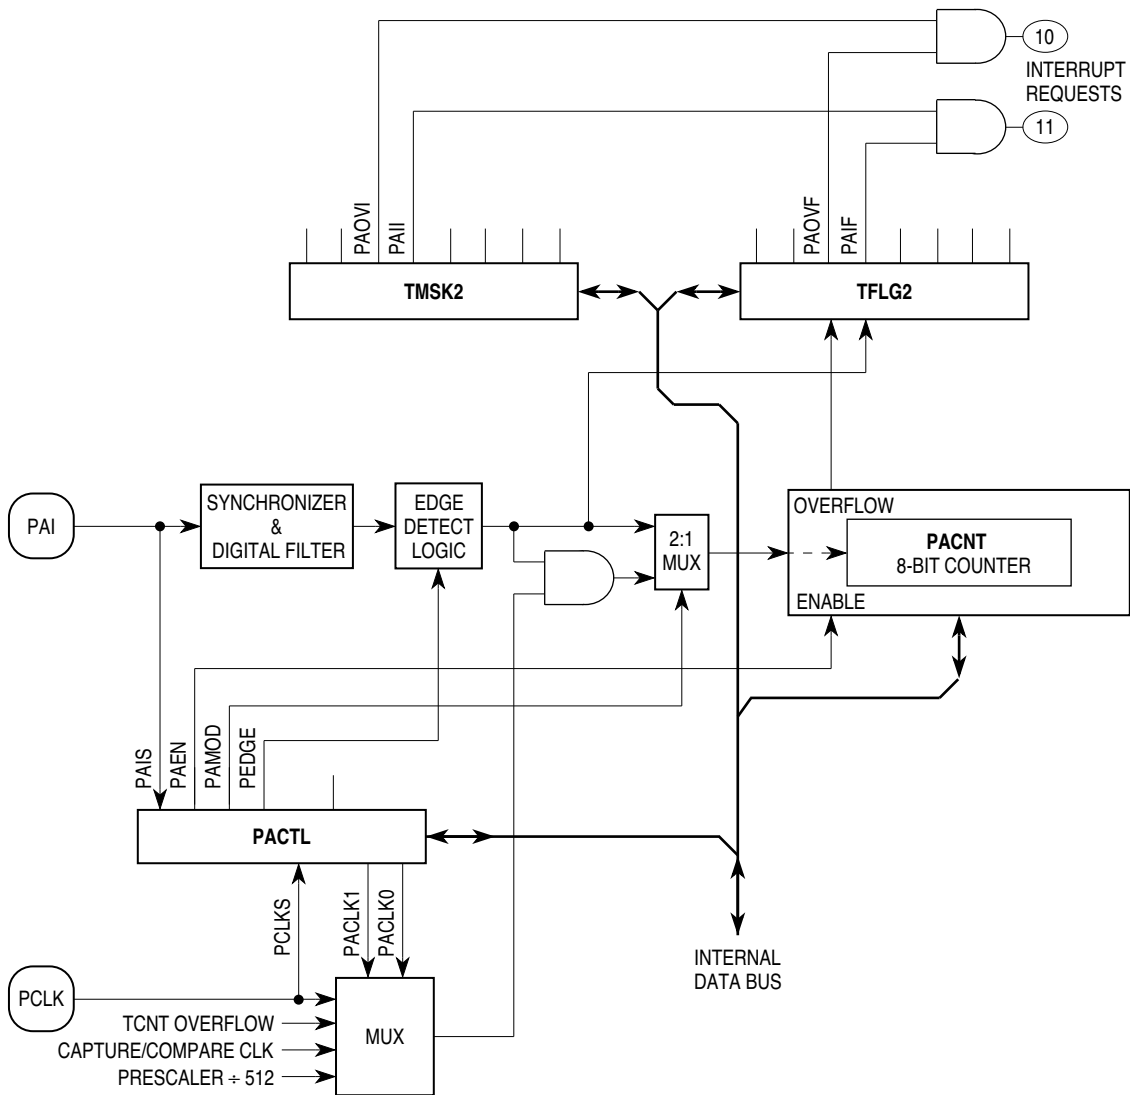 10
INTERRUPT
REQUESTS
11
PAOVI
PAII
PAOVF
PAIF
TMSK2
TFLG2
PAI
SYNCHRONIZER
&
DIGITAL FILTER
EDGE
DETECT
LOGIC
2:1
MUX
OVERFLOW
PACNT
8-BIT COUNTER
ENABLE
PAIS
PAEN
PAMOD
PEDGE
PACTL
PCLKS
PACLK1
PACLK0
INTERNAL
DATA BUS
PCLK
TCNT OVERFLOW
CAPTURE/COMPARE CLK
PRESCALER ÷ 512
MUX